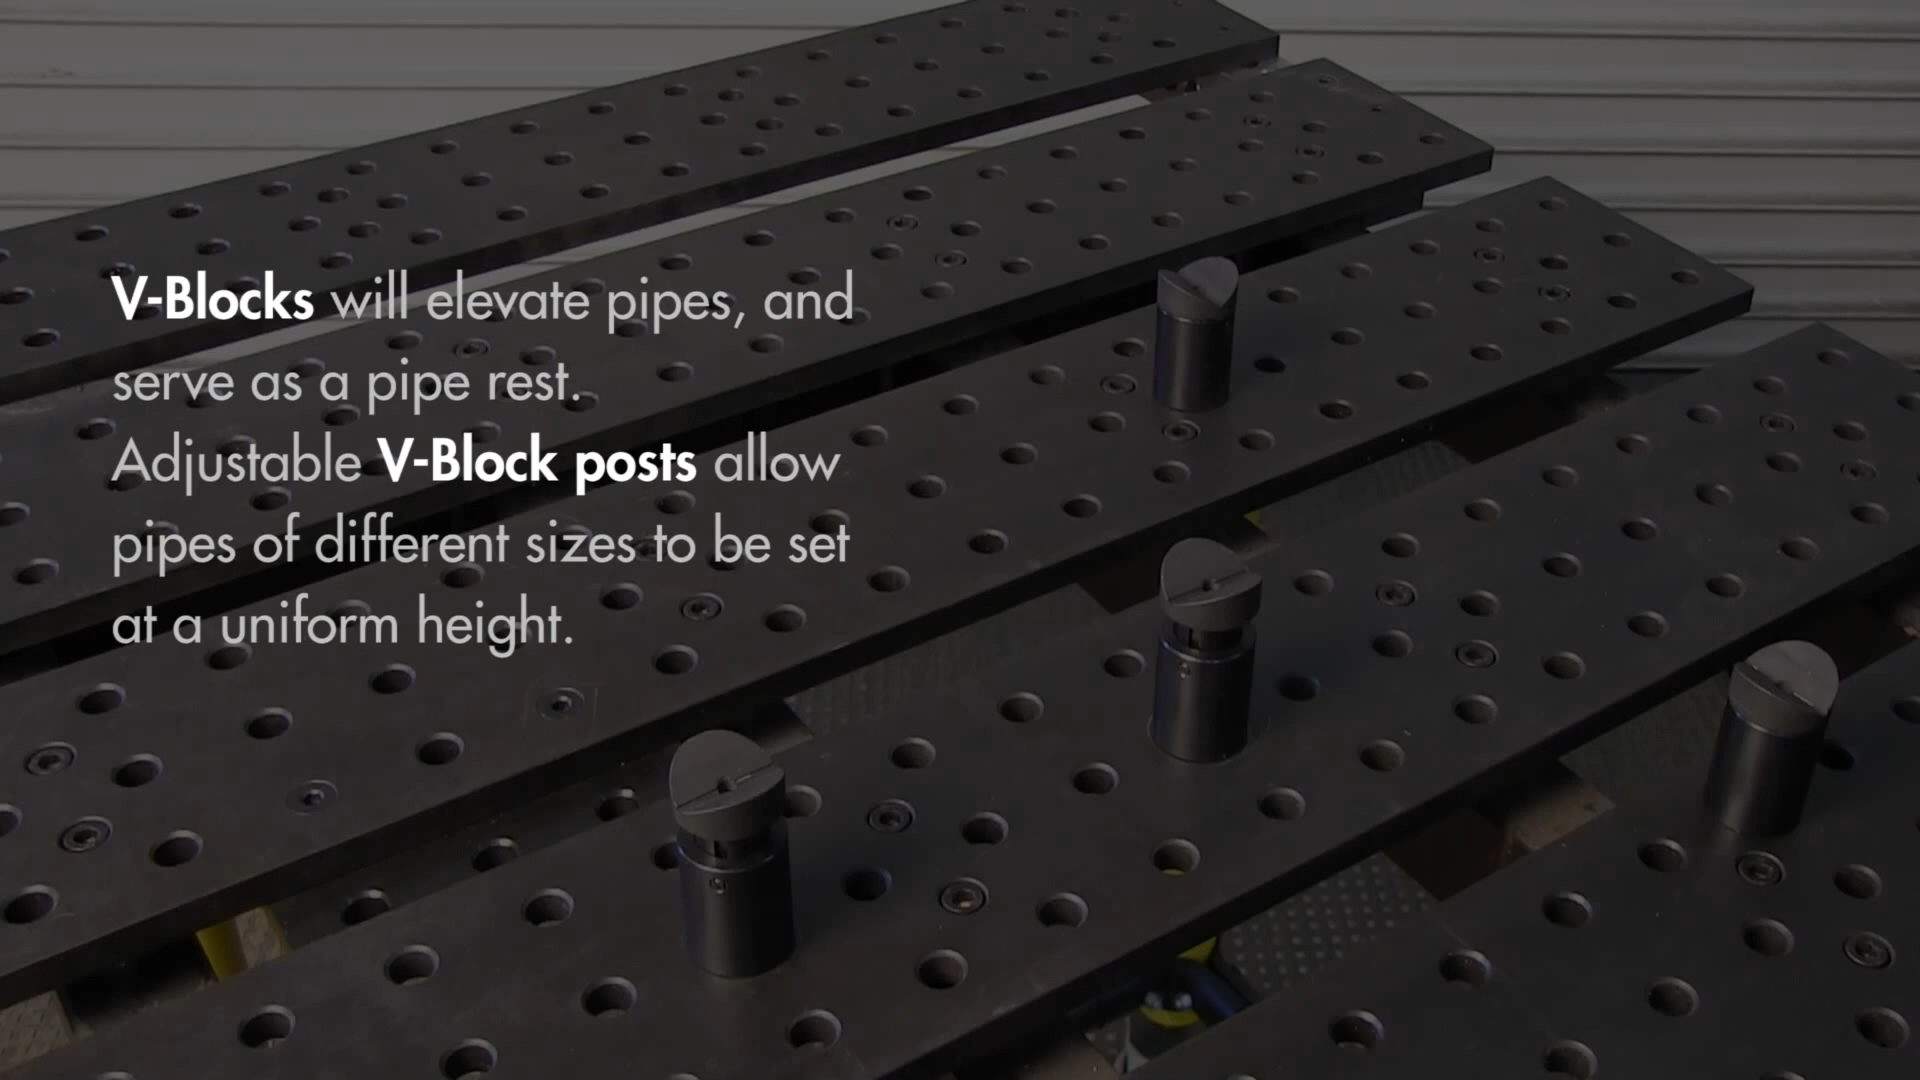 V-Blocks will elevate pipes, and
serve as a pipe rest.
Adjustable V-Block posts allow
pipes of different sizes to be set
at a uniform height.